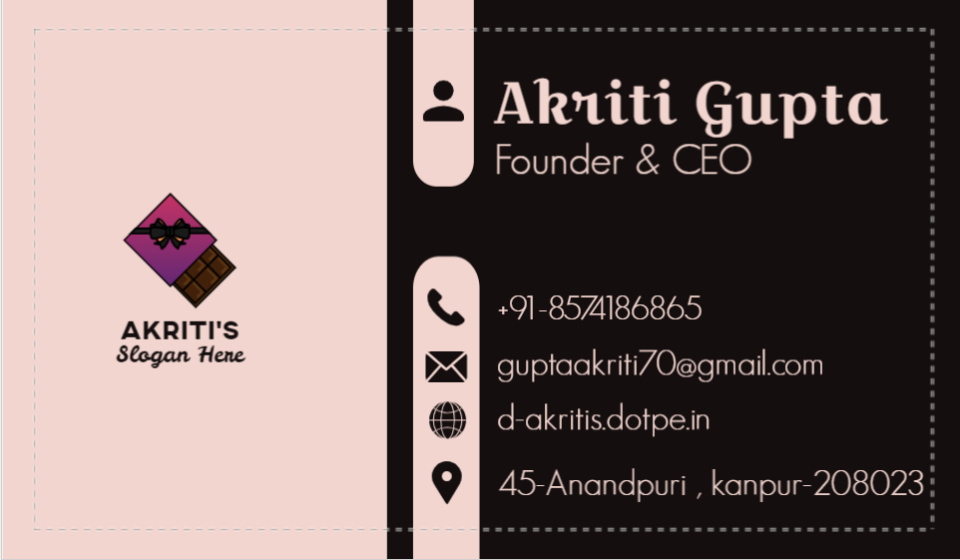 AKRITI'S
Slogan Here
Akriti Gupta
Founder & CEO
+91-8574186865
guptaakriti70@gmail.com
d-akritis.dotpe.in
45-Anandpuri , kanpur-208023